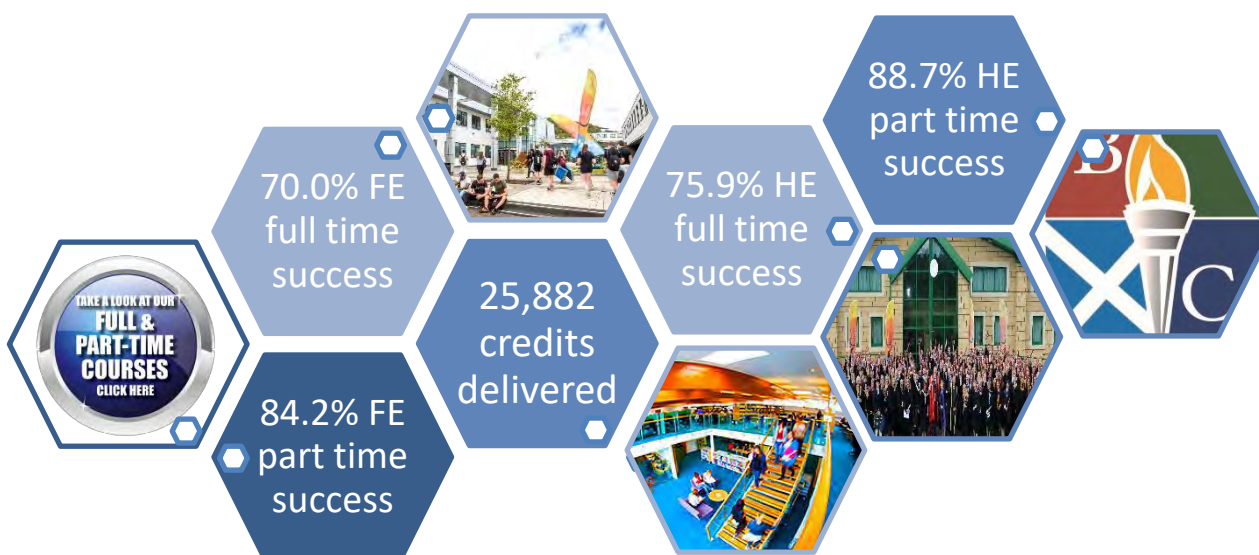 TAKE A LOOK AT OUR
FULL &
PART-TIME
COURSES
CLICK HERE
70.0% FE
full time
success
84.2% FE
part time
success
25,882
credits
delivered
75.9% HE
full time
success
88.7% HE
part time
success
B
C